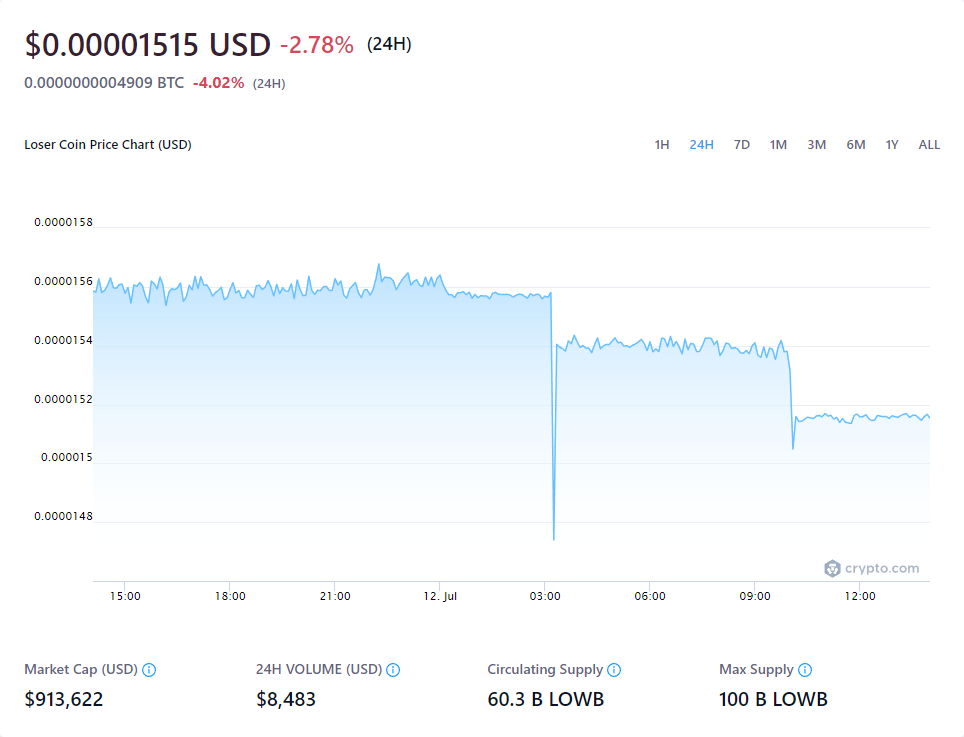 $0.00001515 USD -2.78% (24H)
0.0000000004909 BTC -4.02% (24H)
Loser Coin Price Chart (USD) 1H 24H 7D 1M 3M 6M 1Y ALL
0.0000158
0.0000156
0.0000154
0.0000152
0.000015
0.0000148
crypto.com
15:00 18:00 21:00 12. Jul 03:00 06:00 09:00 12:00
Market Cap (USD) 24H VOLUME (USD) Circulating Supply Max Supply
$913,622 $8,483 60.3 B LOWB 100 B LOWB